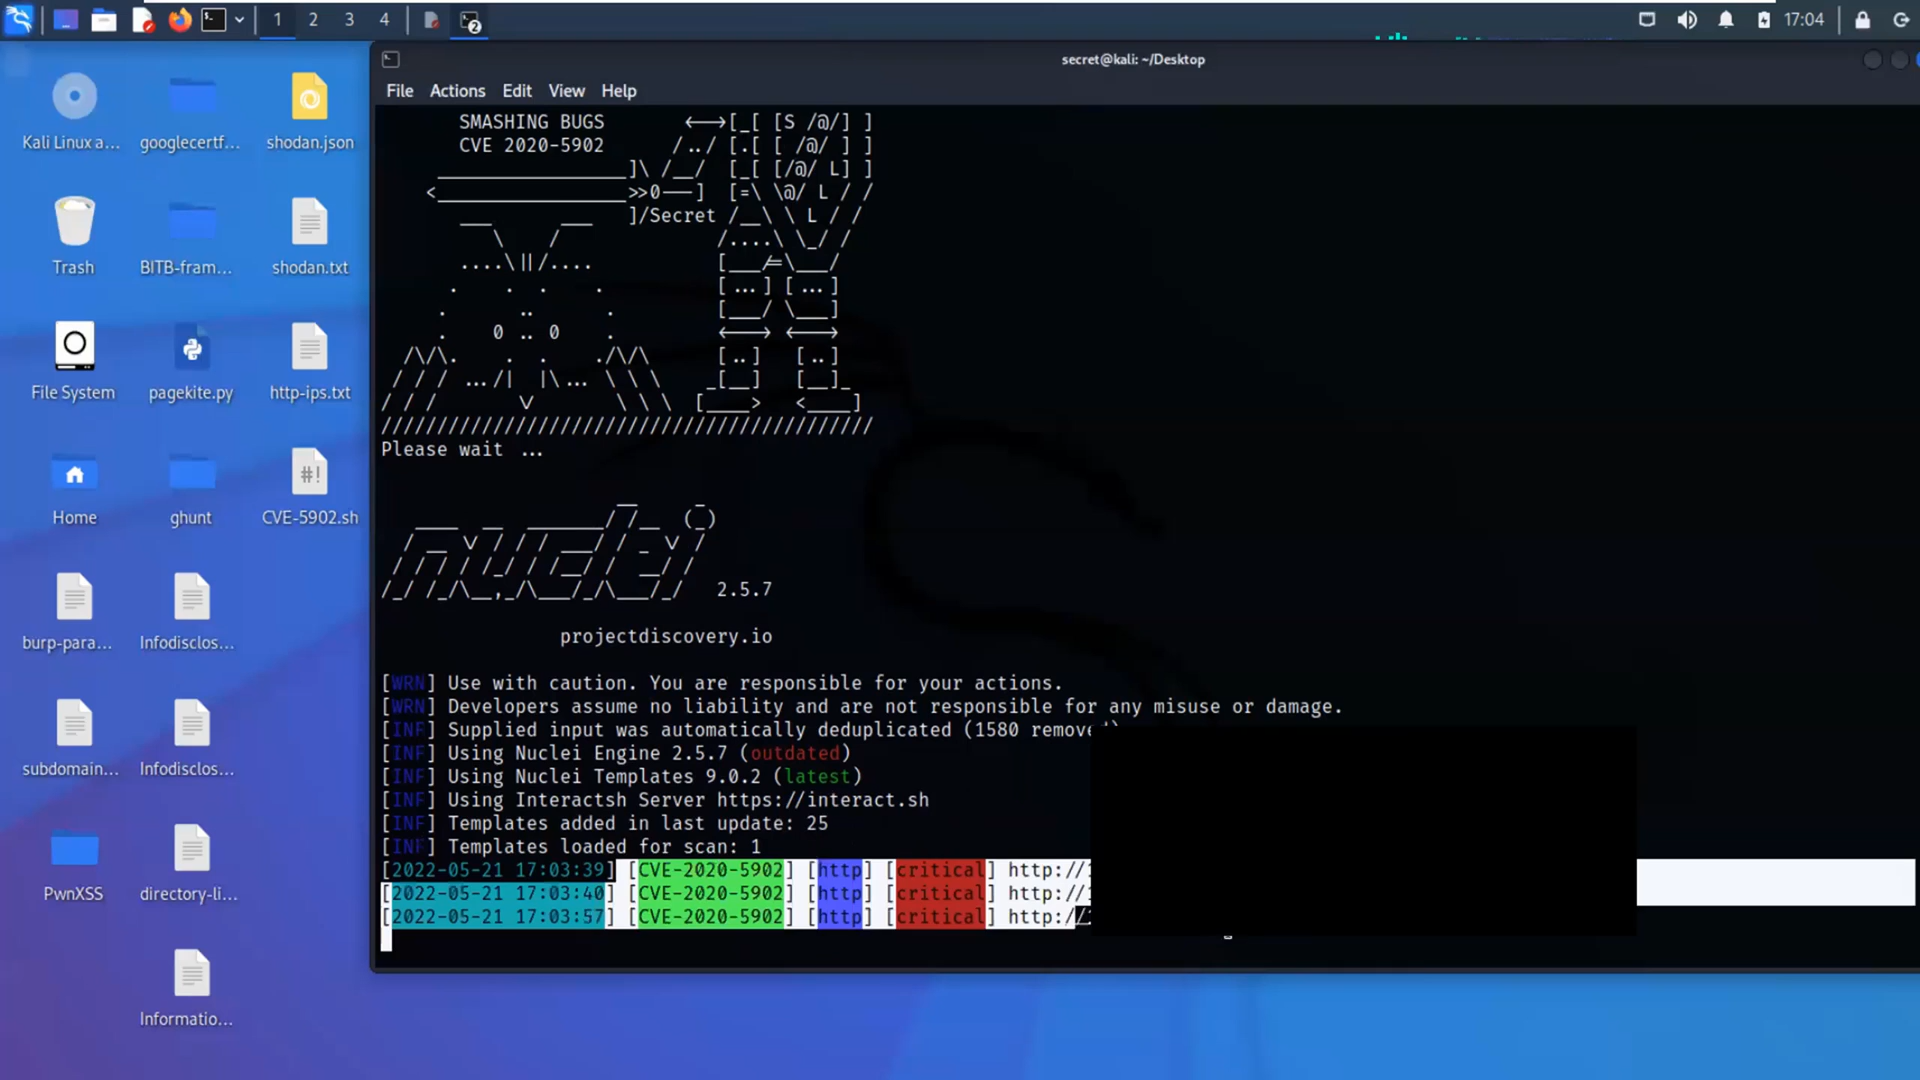 1 2 3 4
2
17:04
secret@kali: ~/Desktop
File Actions Edit View Help
Kali Linux a...
googlecertf...
shodan.json
Trash
BITB-fram...
shodan.txt
File System
pagekite.py
http-ips.txt
Home
ghunt
CVE-5902.sh
burp-para...
Infodisclos...
subdomain...
Infodisclos...
PwnXSS
directory-li...
Informatio...
SMASHING BUGS
CVE 2020-5902
]/Secret
Please wait ...
nuclei 2.5.7
projectdiscovery.io
[WRN] Use with caution. You are responsible for your actions.
[WRN] Developers assume no liability and are not responsible for any misuse or damage.
[INF] Supplied input was automatically deduplicated (1580 removed)
[INF] Using Nuclei Engine 2.5.7 (outdated)
[INF] Using Nuclei Templates 9.0.2 (latest)
[INF] Using Interactsh Server https://interact.sh
[INF] Templates added in last update: 25
[INF] Templates loaded for scan: 1
[2022-05-21 17:03:39] [CVE-2020-5902] [http] [critical] http://
[2022-05-21 17:03:40] [CVE-2020-5902] [http] [critical] http://
[2022-05-21 17:03:57] [CVE-2020-5902] [http] [critical] http://